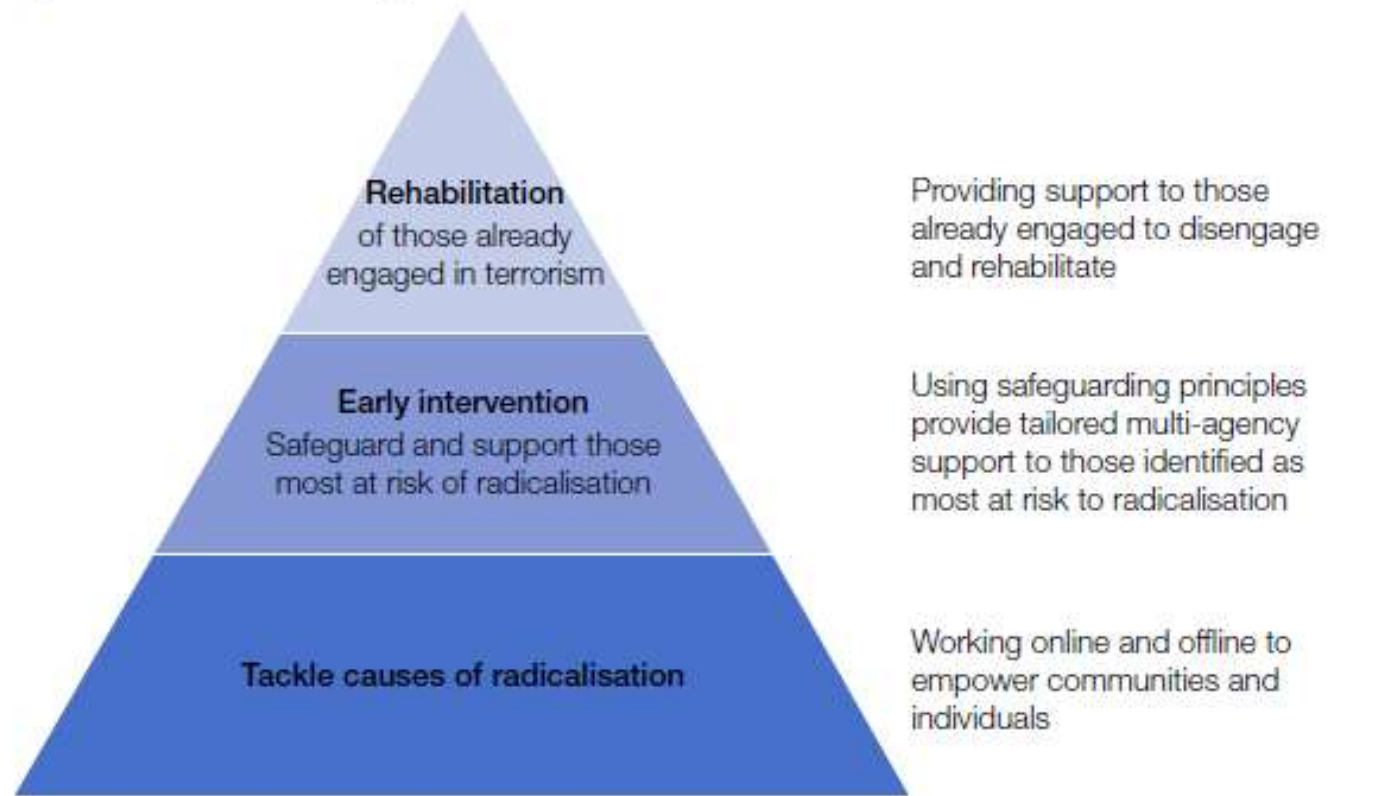 Rehabilitation
of those already
engaged in terrorism
Providing support to those
already engaged to disengage
and rehabilitate
Early intervention
Safeguard and support those
most at risk of radicalisation
Using safeguarding principles
provide tailored multi-agency
support to those identified as
most at risk to radicalisation
Tackle causes of radicalisation
Working online and offline to
empower communities and
individuals